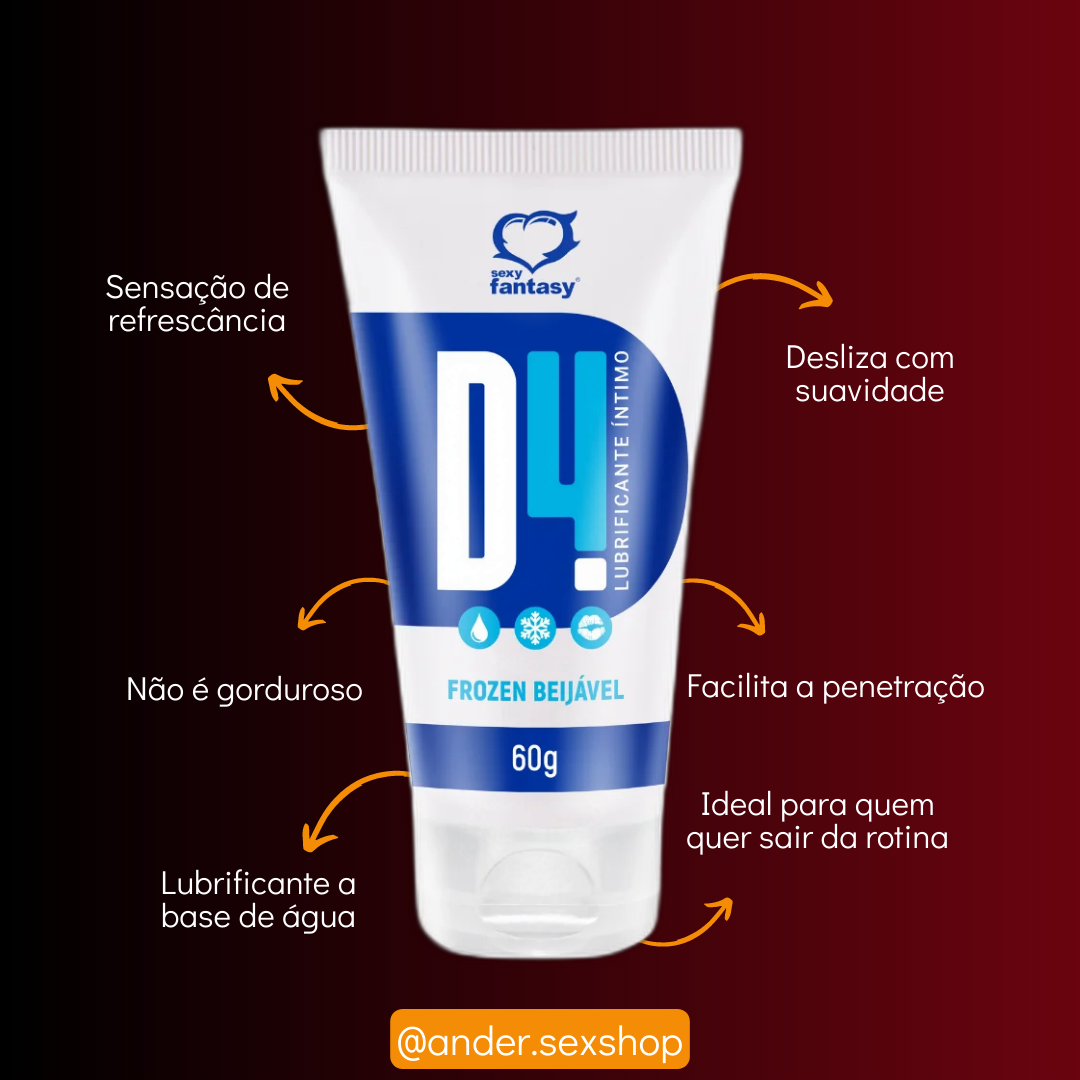 sexy
fantasy
Sensação de
refrescância
Desliza com
suavidade
DY
LUBRIFICANTE ÍNTIMO
Não é gorduroso
FROZEN BEIJÁVEL
Facilita a penetração
60g
Ideal para quem
quer sair da rotina
Lubrificante a
base de água
@ander.sexshop